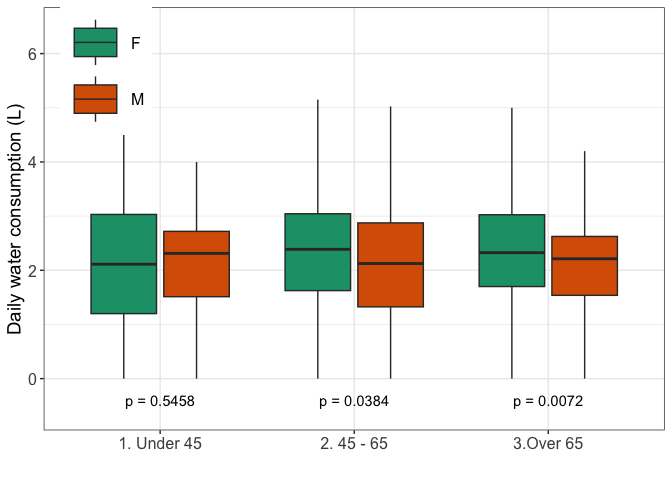 F
M
Daily water consumption (L)
6
4
2
0
p = 0.5458 p = 0.0384 p = 0.0072
1. Under 45 2. 45 - 65 3.Over 65